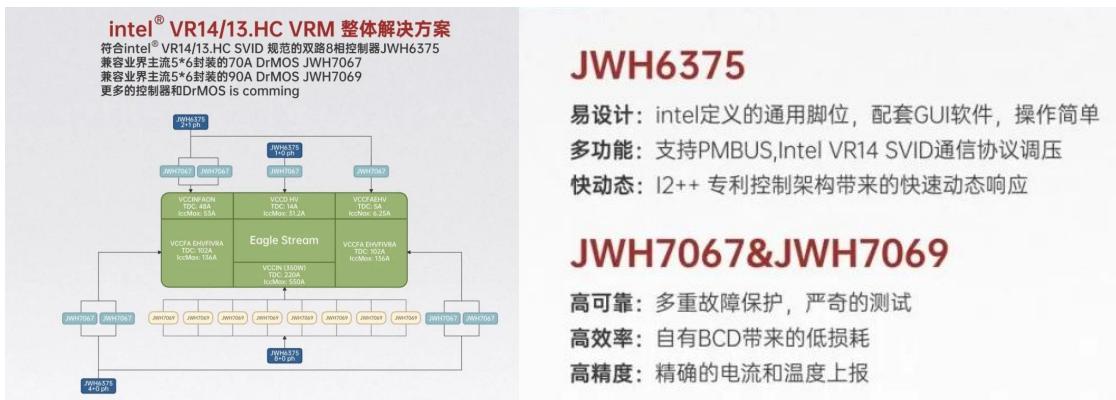 intel® VR14/13.HC VRM 整体解决方案
符合intel® VR14/13.HC SVID 规范的双路8相控制器JWH6375
兼容业界主流5*6封装的70A DrMOS JWH7067
兼容业界主流5*6封装的90A DrMOS JWH7069
更多的控制器和DrMOS is comming
JWH6375
2+1 ph
JWH6375
1+0 ph
JWH7067 JWH7067 JWH7067 JWH7067
VCCINFAON
TDC: 48A
IccMax: 53A
VCCD HV
TDC: 14A
IccMax: 31.2A
VCCFAEHV
TDC: 5A
IccMax: 6.25A
VCCFA EHVFIVRA
TDC: 102A
IccMax: 136A
Eagle Stream
VCCFA EHVFIVRA
TDC: 102A
IccMax: 136A
VCCIN (350W)
TDC: 220A
IccMax: 550A
JWH7067 JWH7067 JWH7069 JWH7069 JWH7069 JWH7069 JWH7069 JWH7069 JWH7069 JWH7069 JWH7067 JWH7067
JWH6375
8+0 ph
JWH6375
4+0 ph
JWH6375
易设计：intel定义的通用脚位，配套GUI软件，操作简单
多功能：支持PMBUS,Intel VR14 SVID通信协议调压
快动态：I2++ 专利控制架构带来的快速动态响应
JWH7067&JWH7069
高可靠：多重故障保护，严奇的测试
高效率：自有BCD带来的低损耗
高精度：精确的电流和温度上报